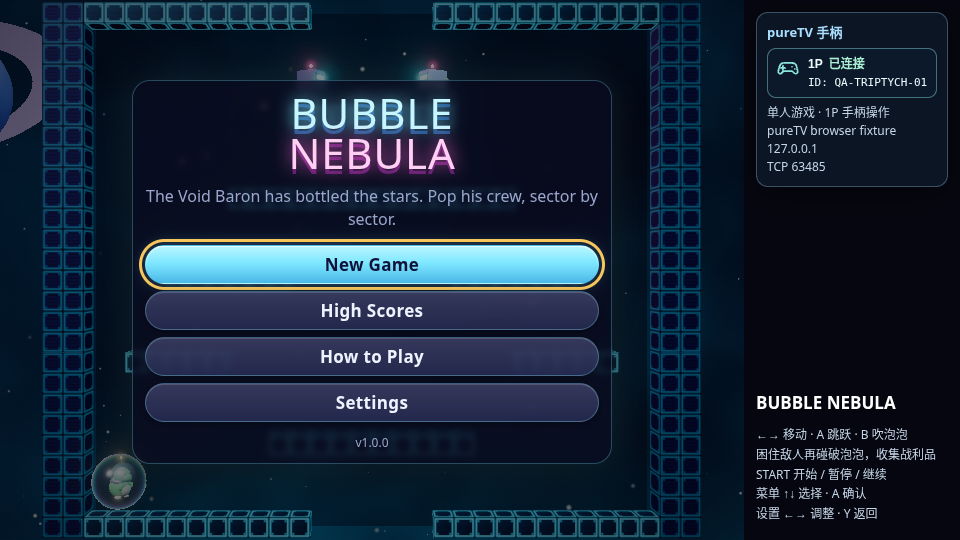 BUBBLE
NEBULA
The Void Baron has bottled the stars. Pop his crew, sector by
sector.
New Game
High Scores
How to Play
Settings
v1.0.0
pureTV 手柄
1P 已连接
ID: QA-TRIPTYCH-01
单人游戏 · 1P 手柄操作
pureTV browser fixture
127.0.0.1
TCP 63485
BUBBLE NEBULA
←→ 移动 · A 跳跃 · B 吹泡泡
困住敌人再碰破泡泡，收集战利品
START 开始 / 暂停 / 继续
菜单 ↑↓ 选择 · A 确认
设置 ←→ 调整 · Y 返回